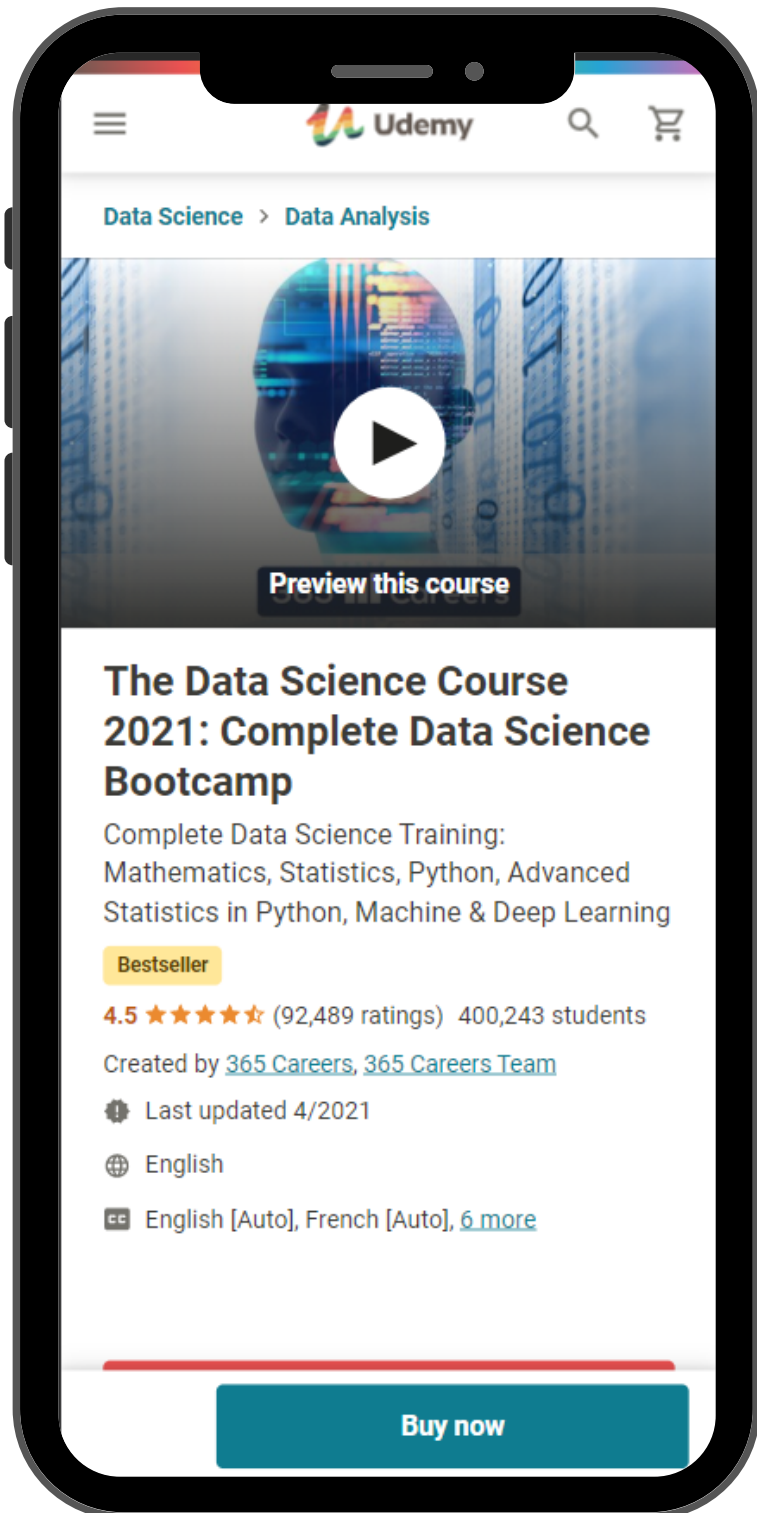 Udemy
Data Science > Data Analysis
Preview this course
The Data Science Course
2021: Complete Data Science
Bootcamp
Complete Data Science Training:
Mathematics, Statistics, Python, Advanced
Statistics in Python, Machine & Deep Learning
Bestseller
4.5 (92,489 ratings) 400,243 students
Created by 365 Careers, 365 Careers Team
Last updated 4/2021
English
CC English [Auto], French [Auto], 6 more
Buy now